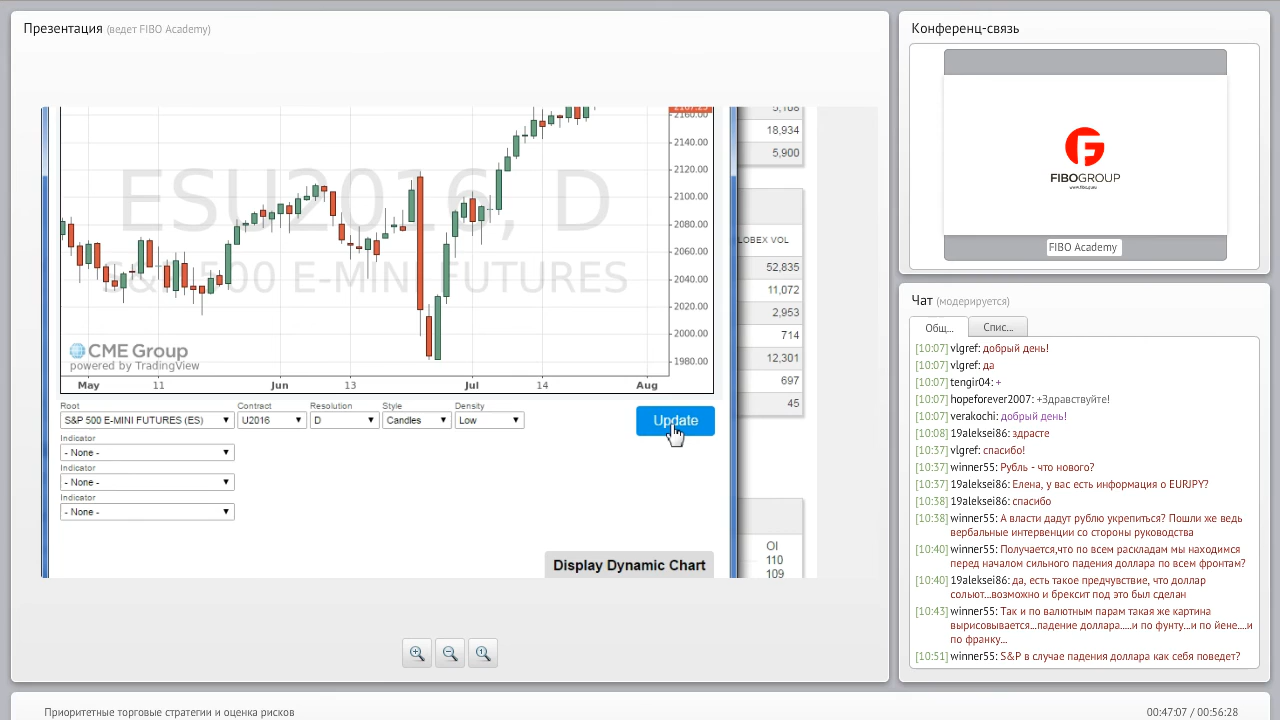 Презентация (ведет FIBO Academy)
2160.00
2140.00
2120.00
2100.00
2080.00
2060.00
2040.00
2020.00
2000.00
1980.00
ESU2016, D
S&P 500 E-MINI FUTURES
CME Group
powered by TradingView
May 11 Jun 13 Jul 14 Aug
Root Contract Resolution Style Density
S&P 500 E-MINI FUTURES (ES) U2016 D Candles Low
Update
Indicator
- None -
Indicator
- None -
Indicator
- None -
Display Dynamic Chart
18,934
5,900
LOBEX VOL
52,835
11,072
2,953
714
12,301
697
45
OI
110
109
Конференц-связь
FIBOGROUP
FIBO Academy
Чат (модерируется)
Общ... Спис...
[10:07] vlgref: добрый день!
[10:07] vlgref: да
[10:07] tengir04: +
[10:07] hopeforever2007: +Здравствуйте!
[10:07] verakochi: добрый день!
[10:08] 19aleksei86: здрасте
[10:37] vlgref: спасибо!
[10:37] winner55: Рубль - что нового?
[10:37] 19aleksei86: Елена, у вас есть информация о EURJPY?
[10:38] 19aleksei86: спасибо
[10:38] winner55: А власти дадут рублю укрепиться? Пошли же ведь
вербальные интервенции со стороны руководства
[10:40] winner55: Получается,что по всем раскладам мы находимся
перед началом сильного падения доллара по всем фронтам?
[10:40] 19aleksei86: да, есть такое предчувствие, что доллар
сольют...возможно и брексит под это был сделан
[10:43] winner55: Так и по валютным парам такая же картина
вырисовывается...падение доллара.....и по фунту...и по йене....и
по франку...
[10:51] winner55: S&P в случае падения доллара как себя поведет?
Приоритетные торговые стратегии и оценка рисков
00:47:07 / 00:56:28